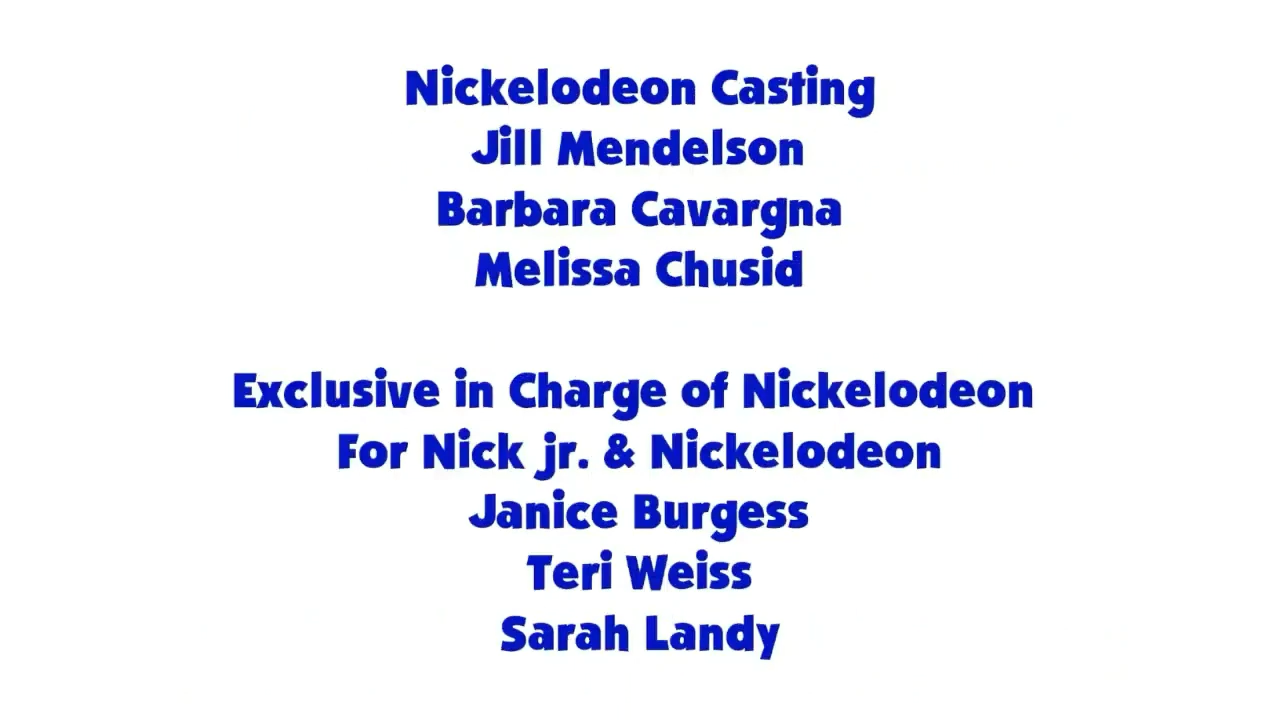 Nickelodeon Casting
Jill Mendelson
Barbara Cavargna
Melissa Chusid
Exclusive in Charge of Nickelodeon
For Nick jr. & Nickelodeon
Janice Burgess
Teri Weiss
Sarah Landy